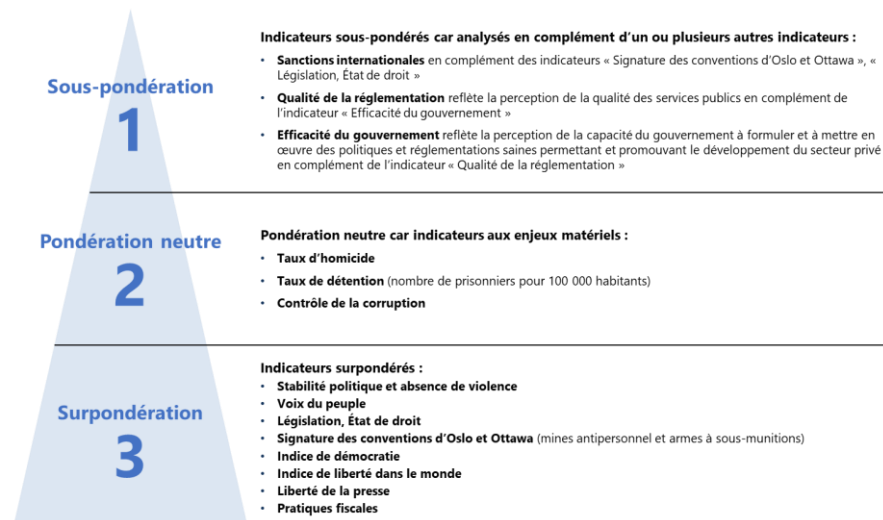 Sous-pondération
1
Indicateurs sous-pondérés car analysés en complément d'un ou plusieurs autres indicateurs :
• Sanctions internationales en complément des indicateurs « Signature des conventions d'Oslo et Ottawa », «
Législation, État de droit »
• Qualité de la réglementation reflète la perception de la qualité des services publics en complément de
l'indicateur « Efficacité du gouvernement »
• Efficacité du gouvernement reflète la perception de la capacité du gouvernement à formuler et à mettre en
œuvre des politiques et réglementations saines permettant et promouvant le développement du secteur privé
en complément de l'indicateur « Qualité de la réglementation »
Pondération neutre
2
Pondération neutre car indicateurs aux enjeux matériels :
• Taux d'homicide
• Taux de détention (nombre de prisonniers pour 100 000 habitants)
• Contrôle de la corruption
Surpondération
3
Indicateurs surpondérés :
• Stabilité politique et absence de violence
• Voix du peuple
• Législation, État de droit
• Signature des conventions d'Oslo et Ottawa (mines antipersonnel et armes à sous-munitions)
• Indice de démocratie
• Indice de liberté dans le monde
• Liberté de la presse
• Pratiques fiscales